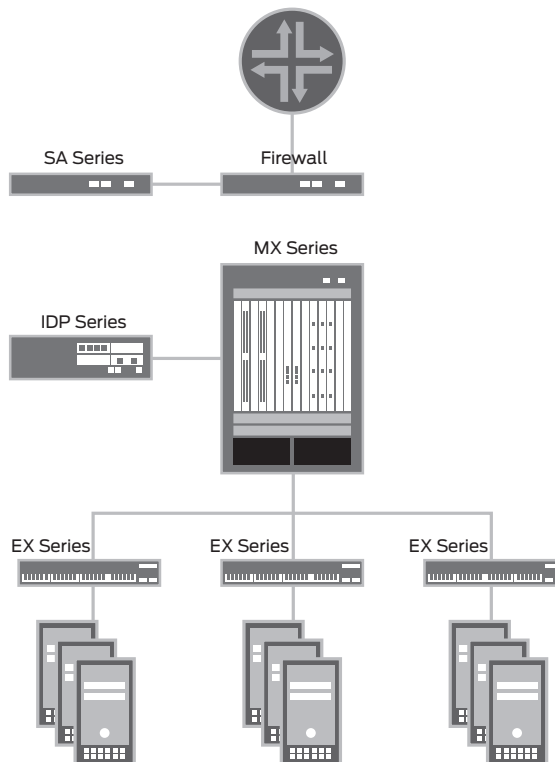 SA Series
Firewall
MX Series
IDP Series
EX Series
EX Series
EX Series